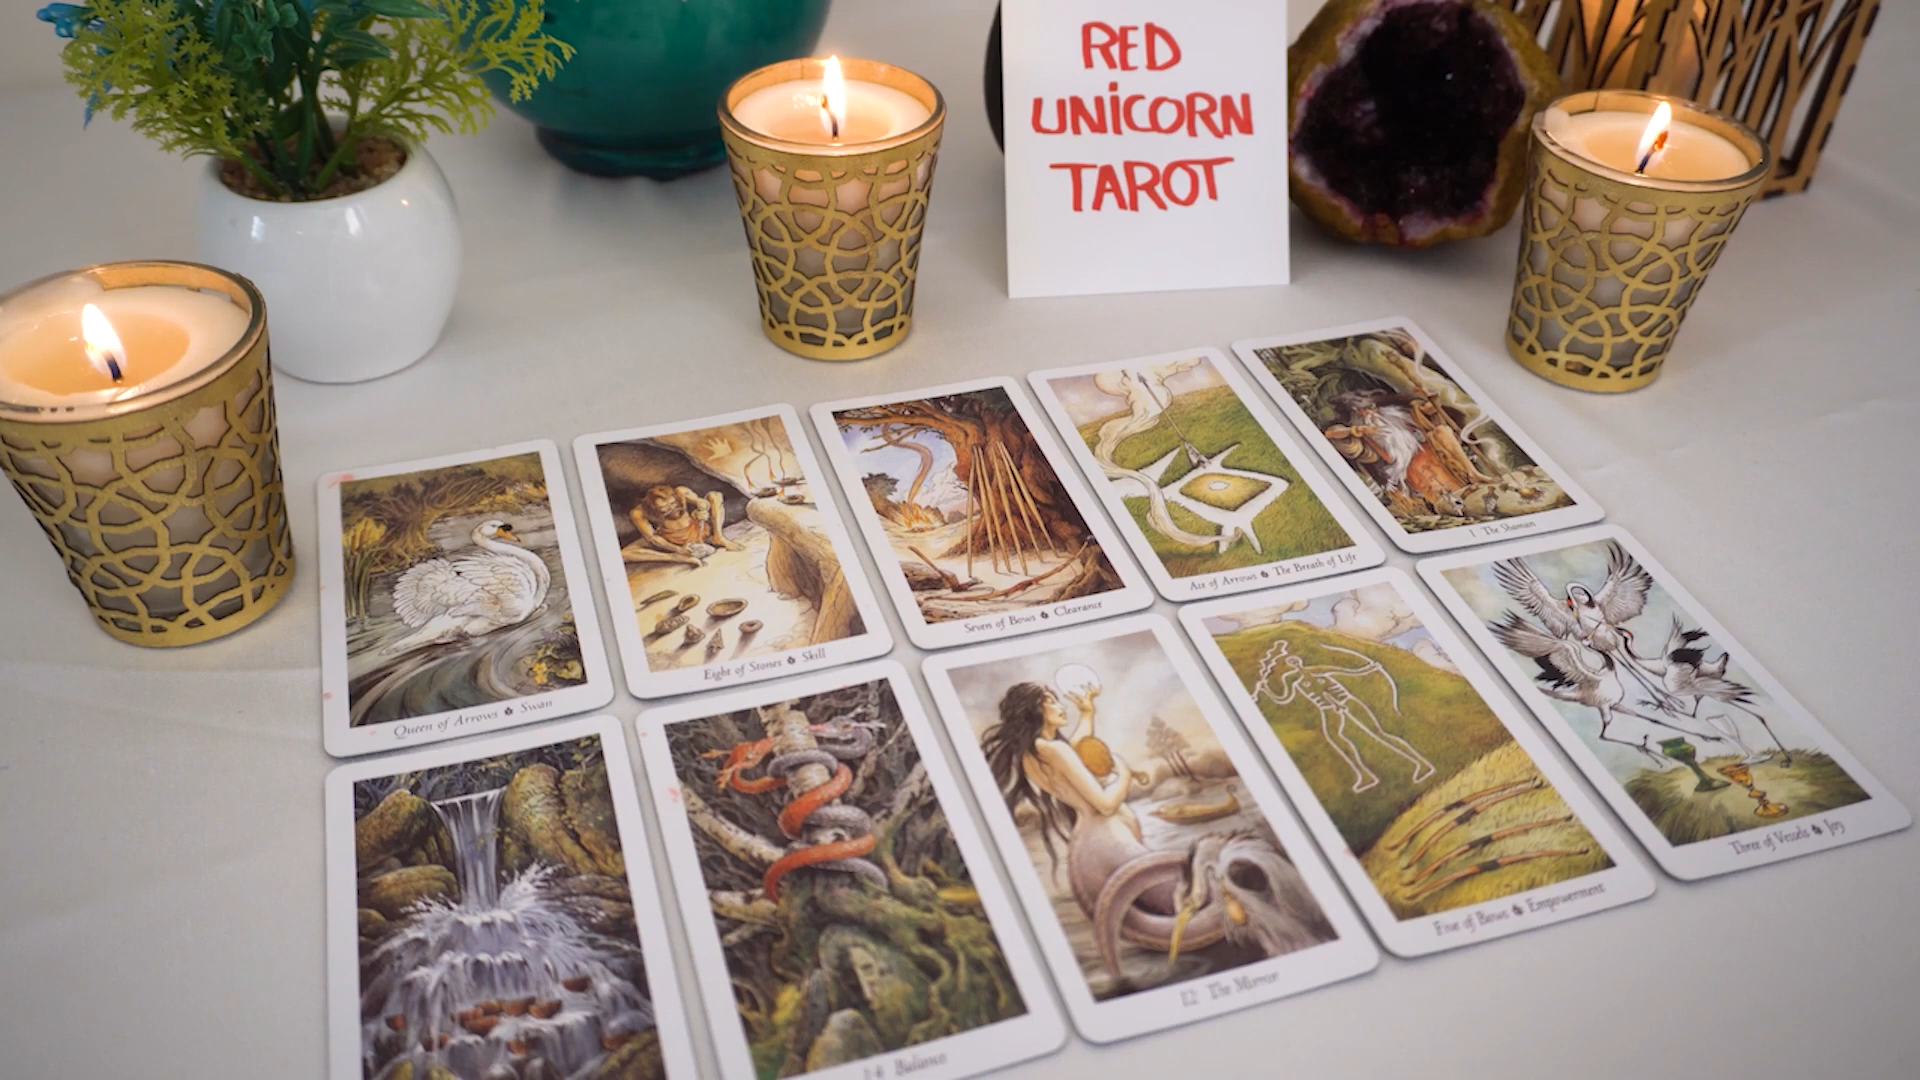 RED
UNiCORN
TAROT
Queen of Arrows Swan
Eight of Stones Skill
Seven of Bows Clearance
Ace of Arrows The Breath of Life
1 The Shaman
14 Balance
12 The Mirror
Five of Bows Empowerment
Three of Vessels Joy